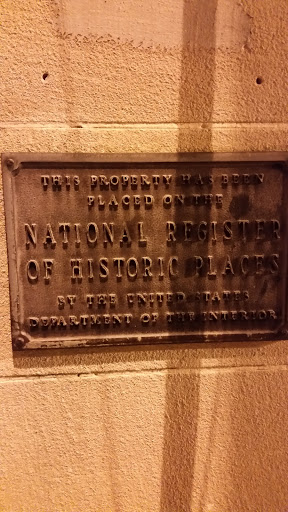 THIS PROPERTY HAS BEEN
PLACED ON THE
NATIONAL REGISTER
OF HISTORIC PLACES
BY THE UNITED STATES
DEPARTMENT OF THE INTERIOR